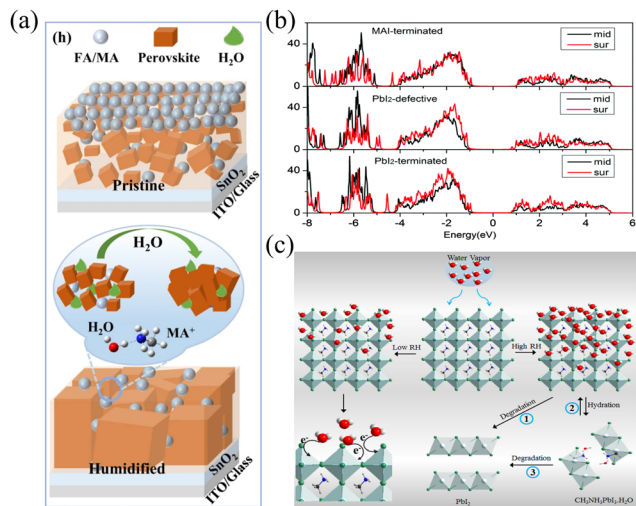 (a)
(h)
FA/MA
Perovskite
H₂O
Pristine
SnO₂
ITO/Glass
H₂O
H₂O
MA⁺
Humidified
SnO₂
ITO/Glass
(b)
MAI-terminated
mid
sur
40
20
0
PbI₂-defective
mid
sur
40
20
0
PbI₂-terminated
mid
sur
40
20
0
-8 -6 -4 -2 0 2 4 6
Energy(eV)
(c)
Water Vapor
Low RH
High RH
Degradation
1
2
Hydration
e⁻
e⁻
Degradation
3
PbI₂
CH₃NH₃PbI₃.H₂O